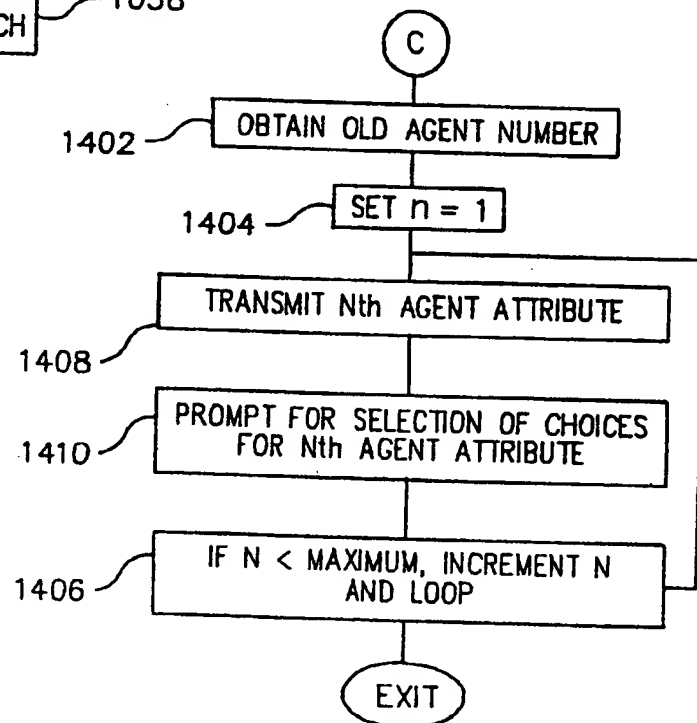 1038
CH
C
1402
OBTAIN OLD AGENT NUMBER
1404
SET n = 1
TRANSMIT Nth AGENT ATTRIBUTE
1408
PROMPT FOR SELECTION OF CHOICES
FOR Nth AGENT ATTRIBUTE
1410
IF N < MAXIMUM, INCREMENT N
AND LOOP
1406
EXIT